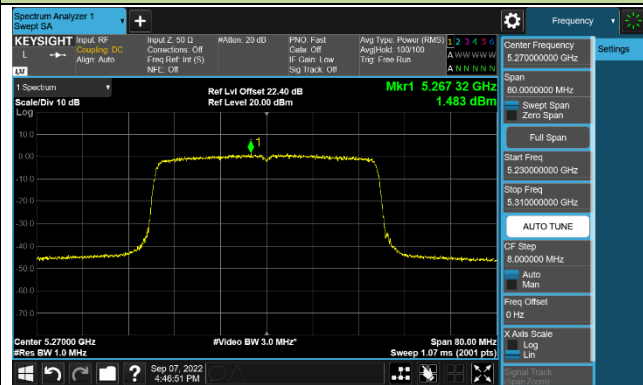 Spectrum Analyzer 1
Swept SA
+
Frequency
KEYSIGHT
Input: RF
Coupling: DC
Align: Auto
Input Z: 50 Ω
Corrections: Off
Freq Ref: Int (S)
NFE: Off
#Atten: 20 dB
PNO: Fast
Gate: Off
IF Gain: Low
Sig Track: Off
Avg Type: Power (RMS)
Avg|Hold: 100/100
Trig: Free Run
1 2 3 4 5 6
A W W W W W
A N N N N N
L
LXI
1 Spectrum
Scale/Div 10 dB
Log
Ref Lvl Offset 22.40 dB
Ref Level 20.00 dBm
Mkr1 5.267 32 GHz
1.483 dBm
10.0
0.00
-10.0
-20.0
-30.0
-40.0
-50.0
-60.0
-70.0
1
Center 5.27000 GHz
#Res BW 1.0 MHz
#Video BW 3.0 MHz*
Span 80.00 MHz
Sweep 1.07 ms (2001 pts)
Sep 07, 2022
4:46:51 PM
?
Center Frequency
5.270000000 GHz
Settings
Span
80.0000000 MHz
Swept Span
Zero Span
Full Span
Start Freq
5.230000000 GHz
Stop Freq
5.310000000 GHz
AUTO TUNE
CF Step
8.000000 MHz
Auto
Man
Freq Offset
0 Hz
X Axis Scale
Log
Lin
Signal Track
(Span Zoom)